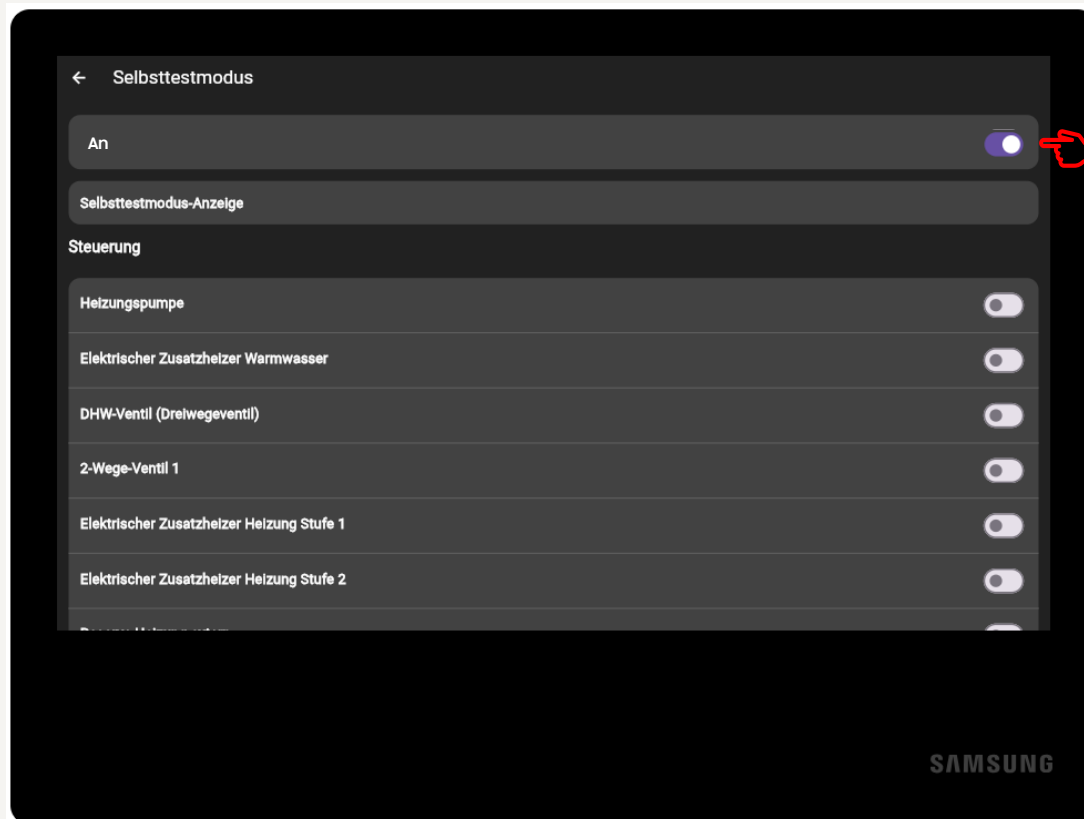 Selbsttestmodus
An
Selbsttestmodus-Anzeige
Steuerung
Heizungspumpe
Elektrischer Zusatzheizer Warmwasser
DHW-Ventil (Dreiwegeventil)
2-Wege-Ventil 1
Elektrischer Zusatzheizer Heizung Stufe 1
Elektrischer Zusatzheizer Heizung Stufe 2
SAMSUNG